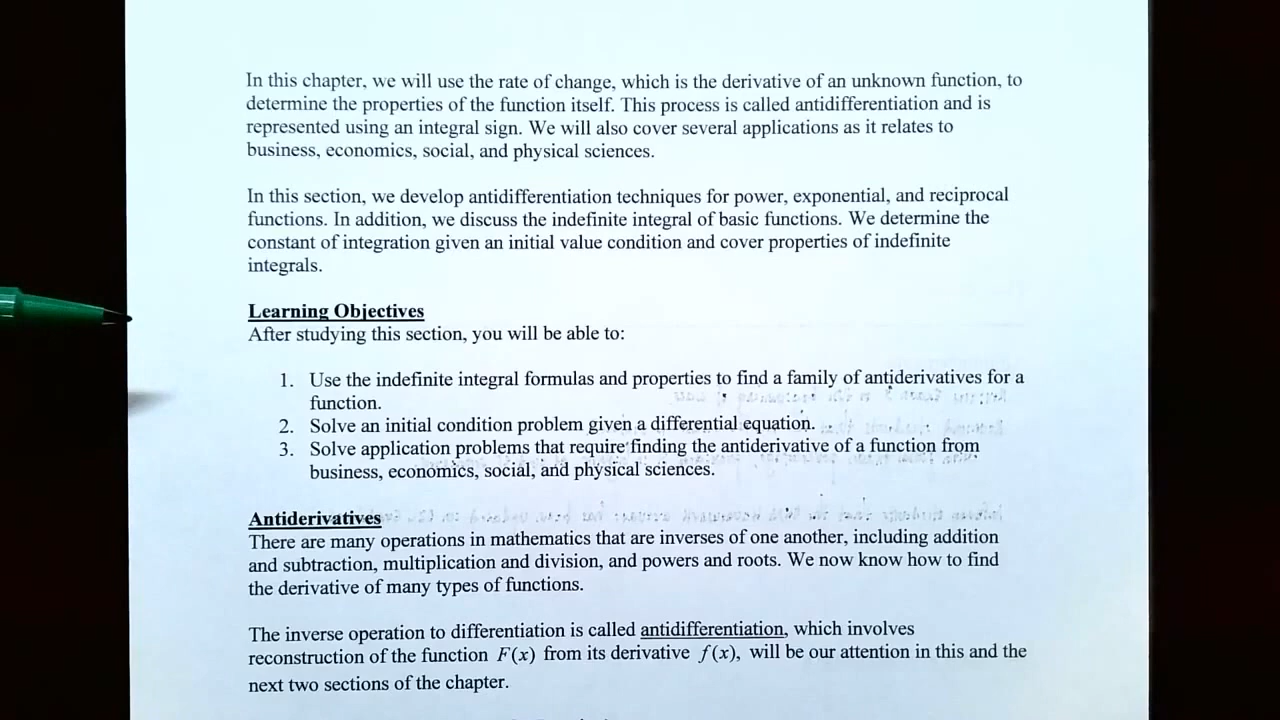 In this chapter, we will use the rate of change, which is the derivative of an unknown function, to
determine the properties of the function itself. This process is called antidifferentiation and is
represented using an integral sign. We will also cover several applications as it relates to
business, economics, social, and physical sciences.
In this section, we develop antidifferentiation techniques for power, exponential, and reciprocal
functions. In addition, we discuss the indefinite integral of basic functions. We determine the
constant of integration given an initial value condition and cover properties of indefinite
integrals.
Learning Objectives
After studying this section, you will be able to:
1. Use the indefinite integral formulas and properties to find a family of antiderivatives for a
function.
2. Solve an initial condition problem given a differential equation.
3. Solve application problems that require finding the antiderivative of a function from
business, economics, social, and physical sciences.
Antiderivatives
There are many operations in mathematics that are inverses of one another, including addition
and subtraction, multiplication and division, and powers and roots. We now know how to find
the derivative of many types of functions.
The inverse operation to differentiation is called antidifferentiation, which involves
reconstruction of the function F(x) from its derivative f(x), will be our attention in this and the
next two sections of the chapter.